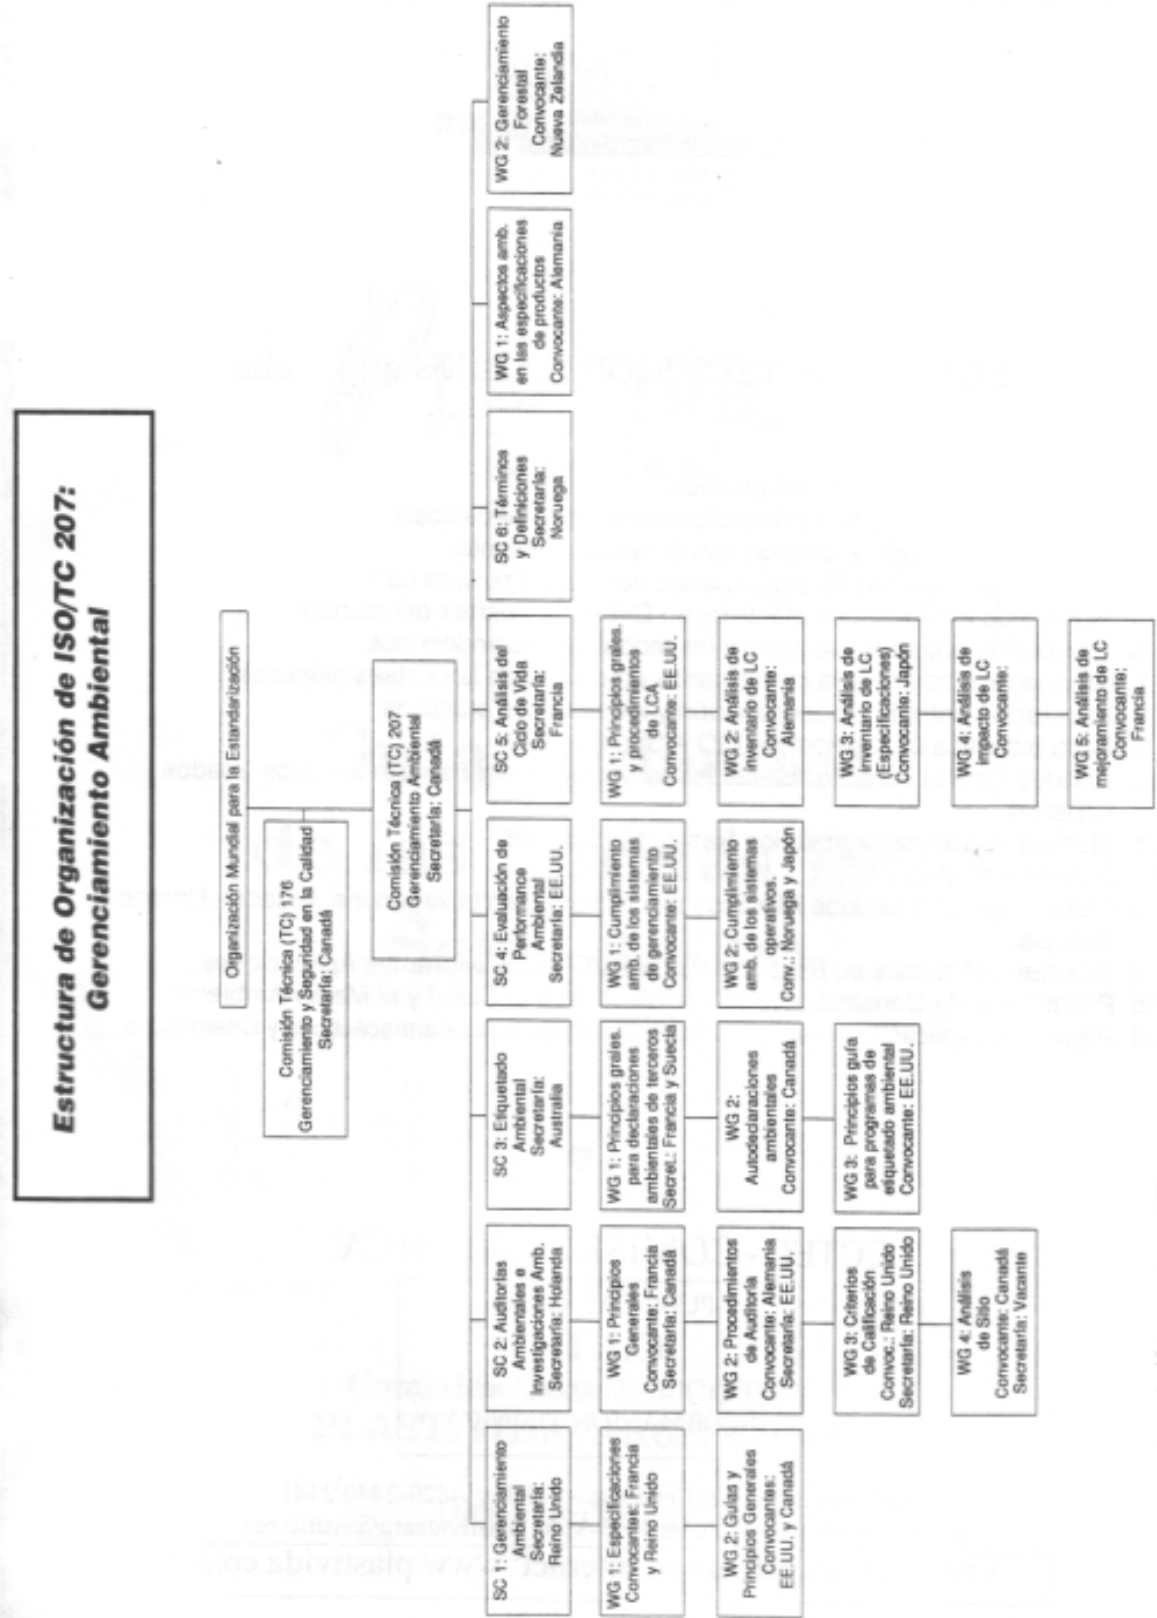 Estructura de Organización de ISO/TC 207:
Gerenciamiento Ambiental
Organización Mundial para la Estandarización
Comisión Técnica (TC) 176
Gerenciamiento y Seguridad en la Calidad
Secretaría: Canadá
Comisión Técnica (TC) 207
Gerenciamiento Ambiental
Secretaría: Canadá
SC 1: Gerenciamiento
Ambiental
Secretaría:
Reino Unido
WG 1: Especificaciones
Convocantes: Francia
y Reino Unido
WG 2: Guías y
Principios Generales
Convocantes:
EE.UU. y Canadá
SC 2: Auditorías
Ambientales e
Investigaciones Amb.
Secretaría: Holanda
WG 1: Principios
Generales
Convocante: Francia
Secretaría: Canadá
WG 2: Procedimientos
de Auditoría
Convocante: Alemania
Secretaría: EE.UU.
WG 3: Criterios
de Calificación
Convoc.: Reino Unido
Secretaría: Reino Unido
WG 4: Análisis
de Sitio
Convocante: Canadá
Secretaría: Vacante
SC 3: Etiquetado
Ambiental
Secretaría:
Australia
WG 1: Principios grales.
para declaraciones
ambientales de terceros
Secret.: Francia y Suecia
WG 2:
Autodeclaraciones
ambientales
Convocante: Canadá
WG 3: Principios guía
para programas de
etiquetado ambiental
Convocante: EE.UU.
SC 4: Evaluación de
Performance
Ambiental
Secretaría: EE.UU.
WG 1: Cumplimiento
amb. de los sistemas
de gerenciamiento
Convocante: EE.UU.
WG 2: Cumplimiento
amb. de los sistemas
operativos.
Conv.: Noruega y Japón
SC 5: Análisis del
Ciclo de Vida
Secretaría:
Francia
WG 1: Principios grales.
y procedimientos
de LCA
Convocante: EE.UU.
WG 2: Análisis de
inventario de LC
Convocante:
Alemania
WG 3: Análisis de
inventario de LC
(Especificaciones)
Convocante: Japón
WG 4: Análisis de
impacto de LC
Convocante:
WG 5: Análisis de
mejoramiento de LC
Convocante:
Francia
SC 6: Términos
y Definiciones
Secretaría:
Noruega
WG 1: Aspectos amb.
en las especificaciones
de productos
Convocante: Alemania
WG 2: Gerenciamiento
Forestal
Convocante:
Nueva Zelandia